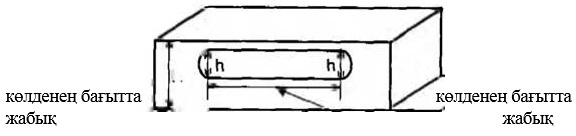 h h
көлденең бағытта көлденең бағытта
жабық жабық